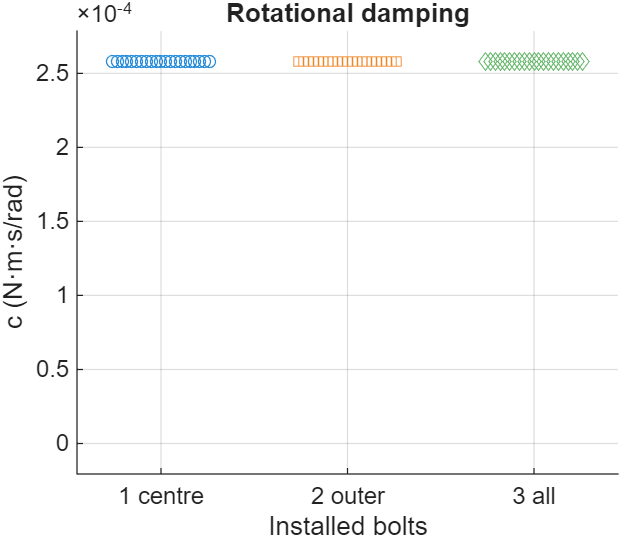 Rotational damping
×10⁻⁴
2.5
2
1.5
1
0.5
0
c (N·m·s/rad)
1 centre
2 outer
3 all
Installed bolts